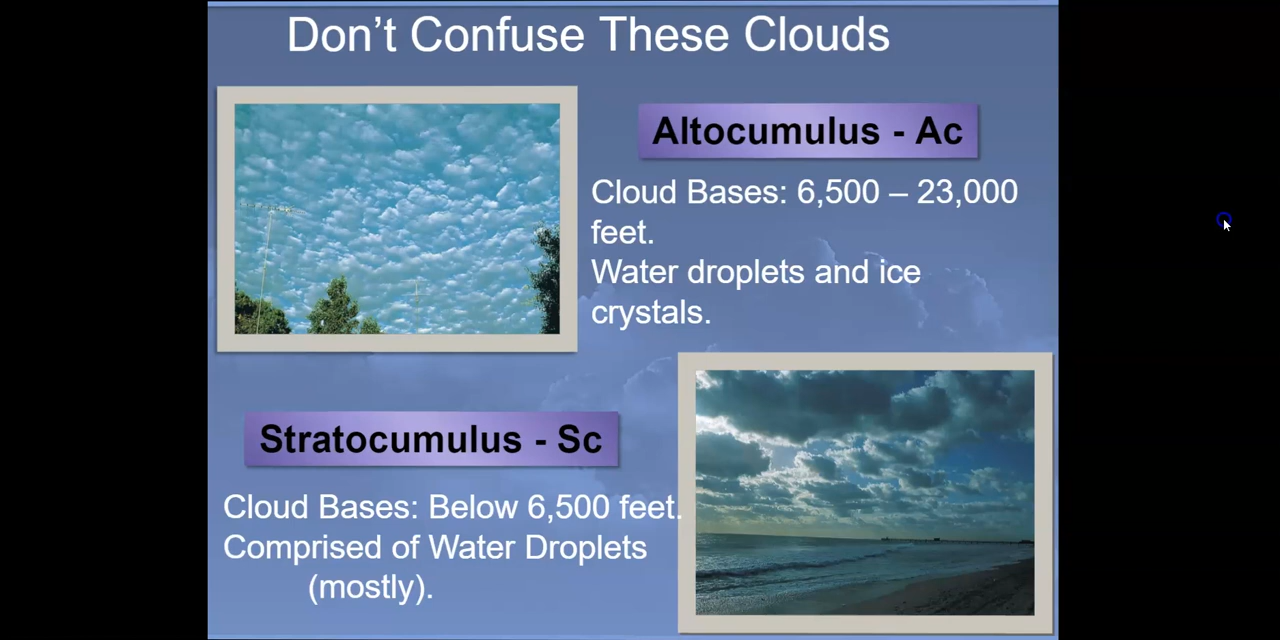 Don’t Confuse These Clouds
Altocumulus - Ac
Cloud Bases: 6,500 – 23,000
feet.
Water droplets and ice
crystals.
Stratocumulus - Sc
Cloud Bases: Below 6,500 feet.
Comprised of Water Droplets
(mostly).